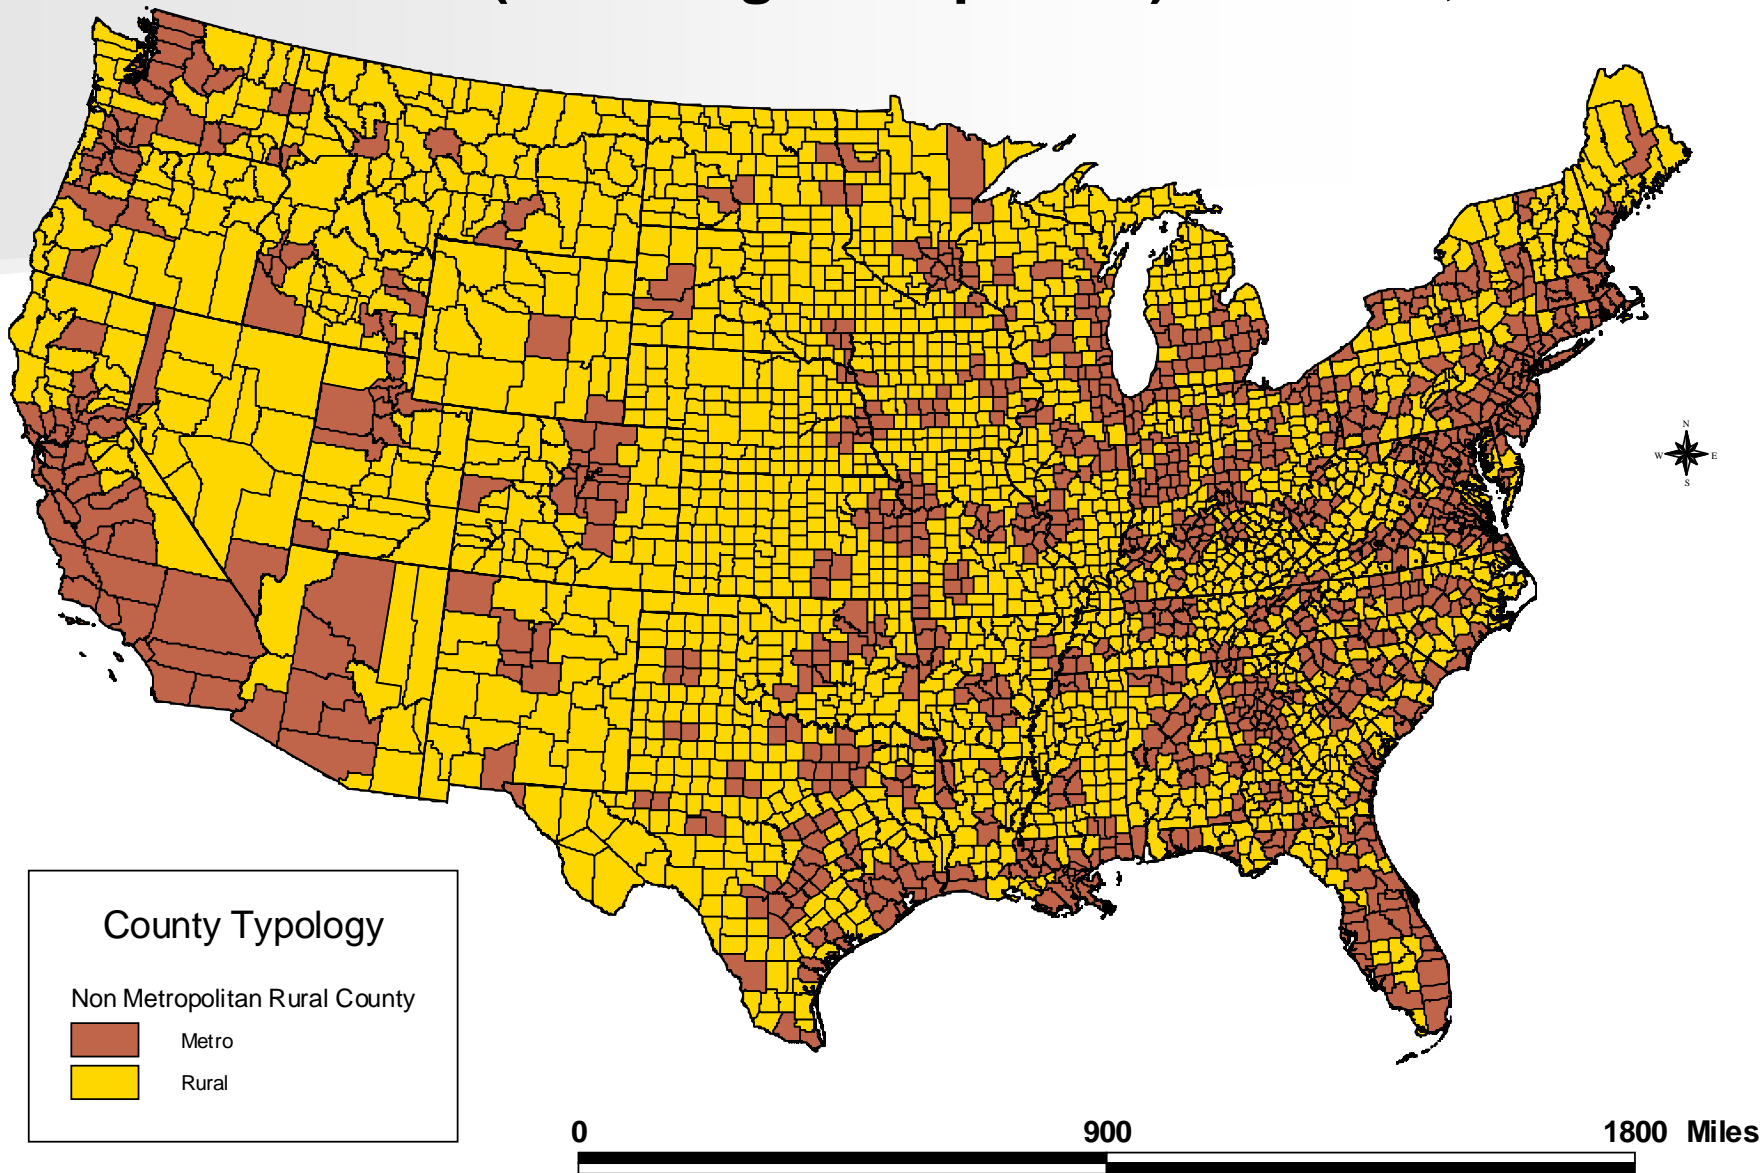 N
W E
S
County Typology
Non Metropolitan Rural County
Metro
Rural
0 900 1800 Miles